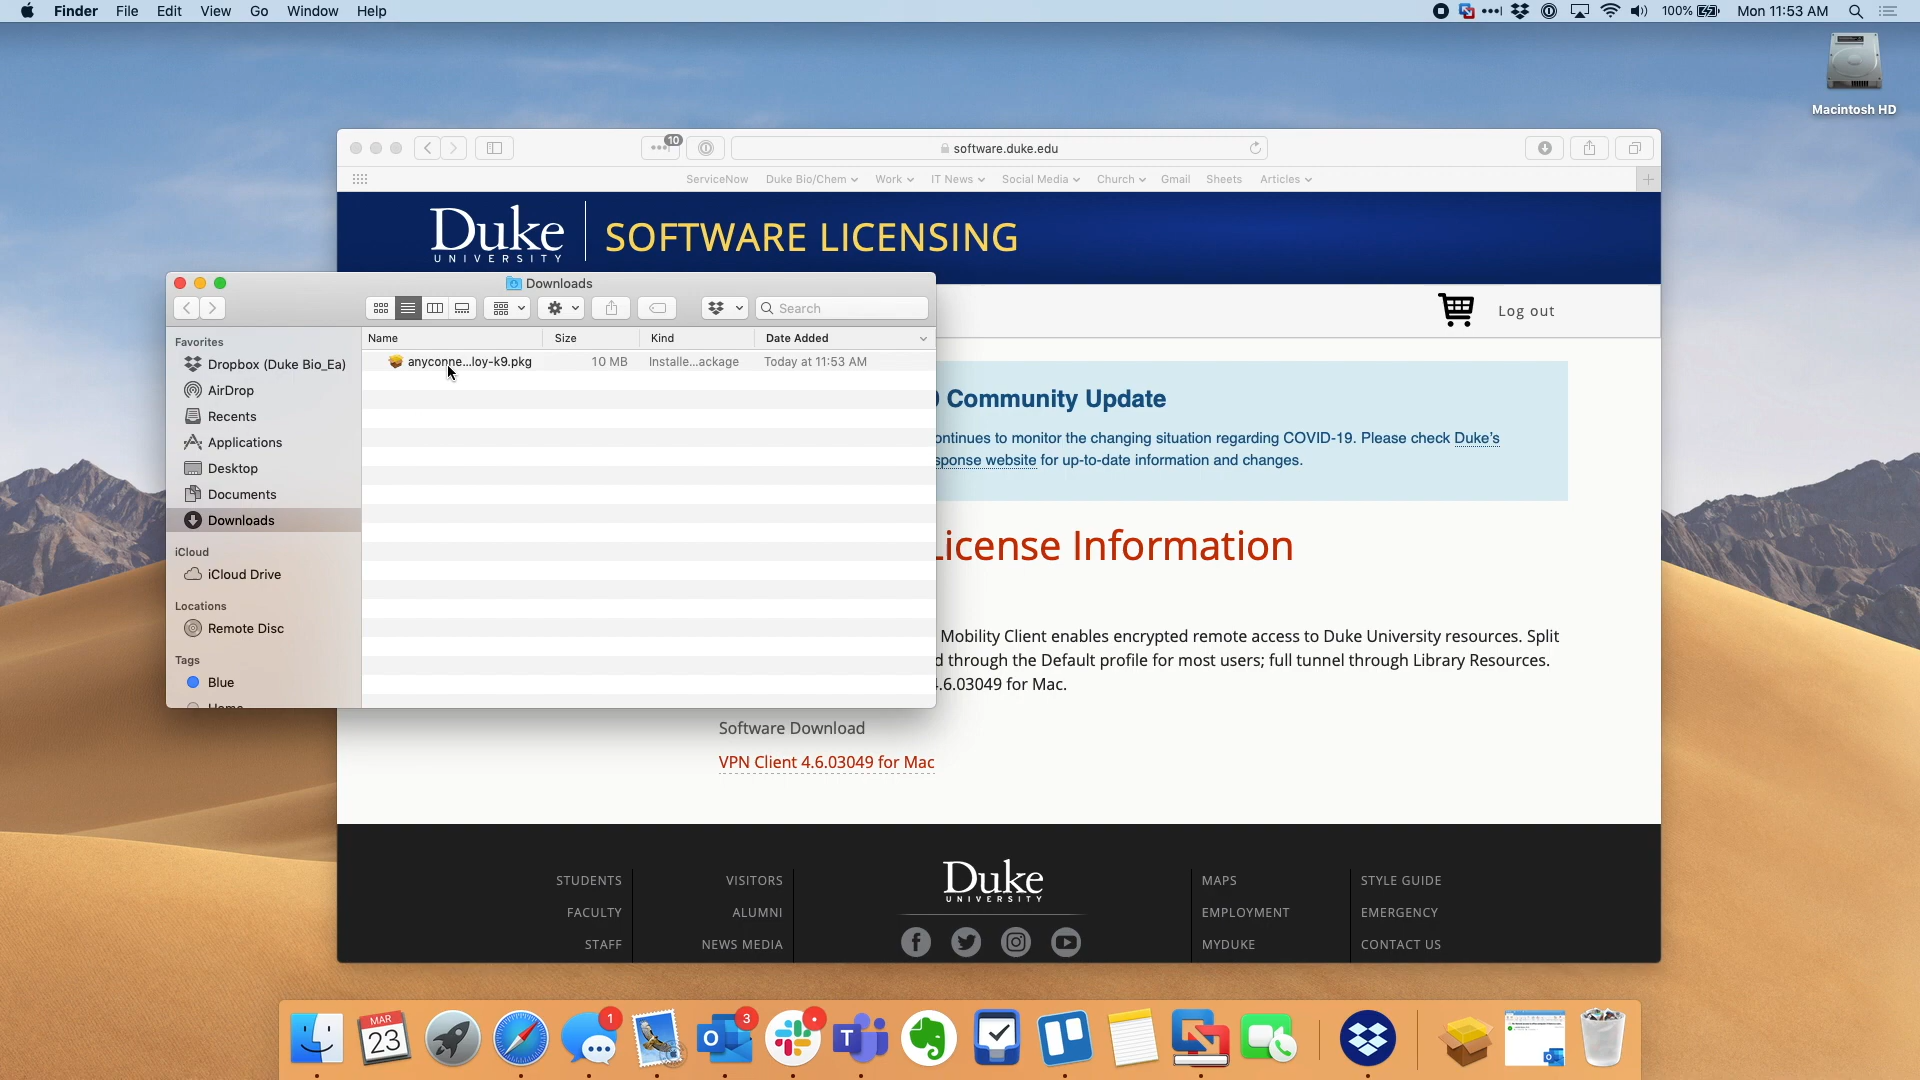 Finder File Edit View Go Window Help
100% Mon 11:53 AM
Macintosh HD
10
software.duke.edu
ServiceNow Duke Bio/Chem Work IT News Social Media Church Gmail Sheets Articles
Duke UNIVERSITY SOFTWARE LICENSING
Log out
Downloads
Search
Name Size Kind Date Added
anyconne...loy-k9.pkg 10 MB Installe...ackage Today at 11:53 AM
Favorites
Dropbox (Duke Bio_Ea)
AirDrop
Recents
Applications
Desktop
Documents
Downloads
iCloud
iCloud Drive
Locations
Remote Disc
Tags
Blue
Community Update
ontinues to monitor the changing situation regarding COVID-19. Please check Duke's
sponse website for up-to-date information and changes.
License Information
Mobility Client enables encrypted remote access to Duke University resources. Split
d through the Default profile for most users; full tunnel through Library Resources.
4.6.03049 for Mac.
Software Download
VPN Client 4.6.03049 for Mac
STUDENTS
FACULTY
STAFF
VISITORS
ALUMNI
NEWS MEDIA
Duke
UNIVERSITY
MAPS
EMPLOYMENT
MYDUKE
STYLE GUIDE
EMERGENCY
CONTACT US
MAR
23
1
3